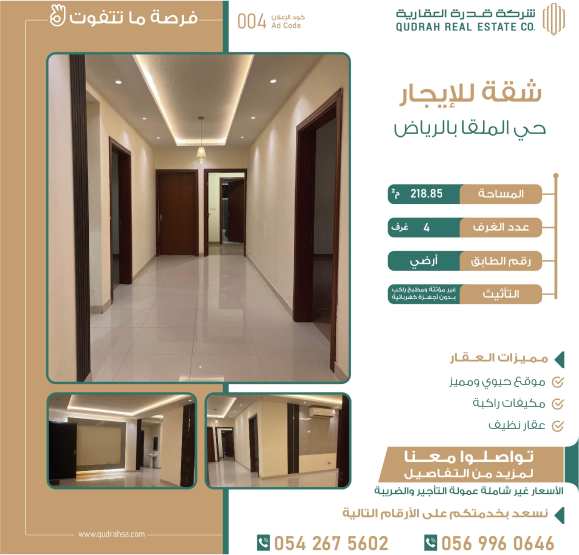 شركة قدرة العقارية
QUDRAH REAL ESTATE CO.
كود الإعلان
Ad Code
004
فرصة ما تتفوت
شقة للإيجار
حي الملقا بالرياض
المساحة 218.85 م²
عدد الغرف 4 غرف
رقم الطابق أرضي
التأثيث غير مؤثثة ومطبخ راكب
بدون أجهزة كهربائية
مميزات العقار
موقع حيوي ومميز
مكيفات راكبة
عقار نظيف
تواصلوا معنا
لمزيد من التفاصيل
الأسعار غير شاملة عمولة التأجير والضريبة
نسعد بخدمتكم على الأرقام التالية
056 996 0646
054 267 5602
www.qudrahsa.com